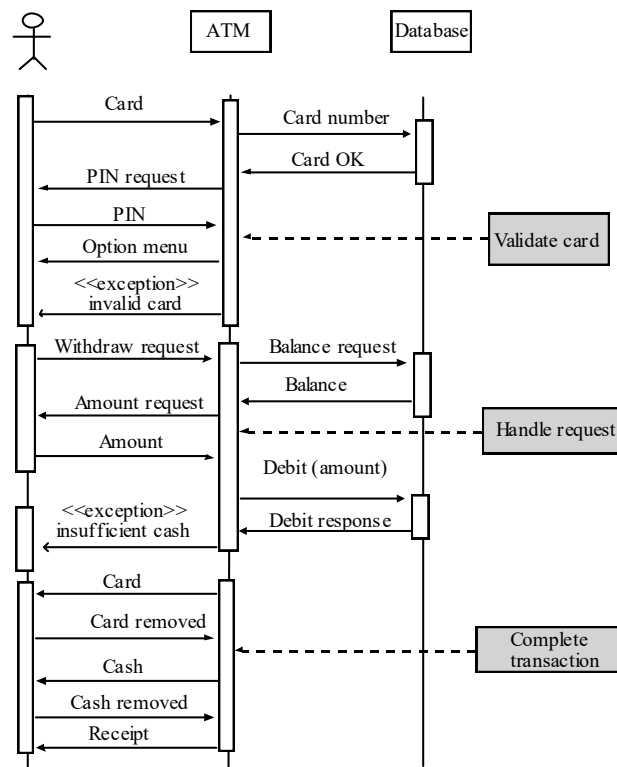 ATM
Database
Card
Card number
Card OK
PIN request
PIN
Option menu
Validate card
<<exception>>
invalid card
Withdraw request
Balance request
Balance
Amount request
Handle request
Amount
Debit (amount)
<<exception>>
insufficient cash
Debit response
Card
Card removed
Complete
transaction
Cash
Cash removed
Receipt